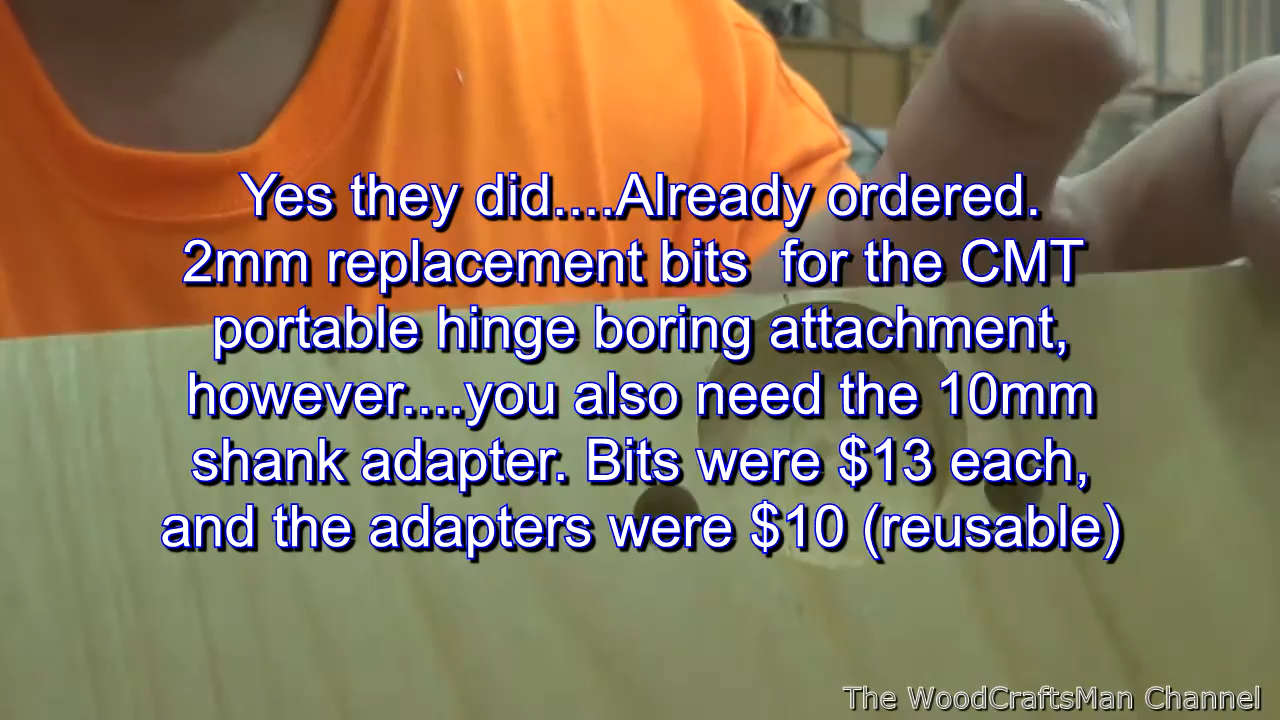 Yes they did....Already ordered.
2mm replacement bits  for the CMT
portable hinge boring attachment,
however....you also need the 10mm
shank adapter. Bits were $13 each,
and the adapters were $10 (reusable)
The WoodCraftsMan Channel